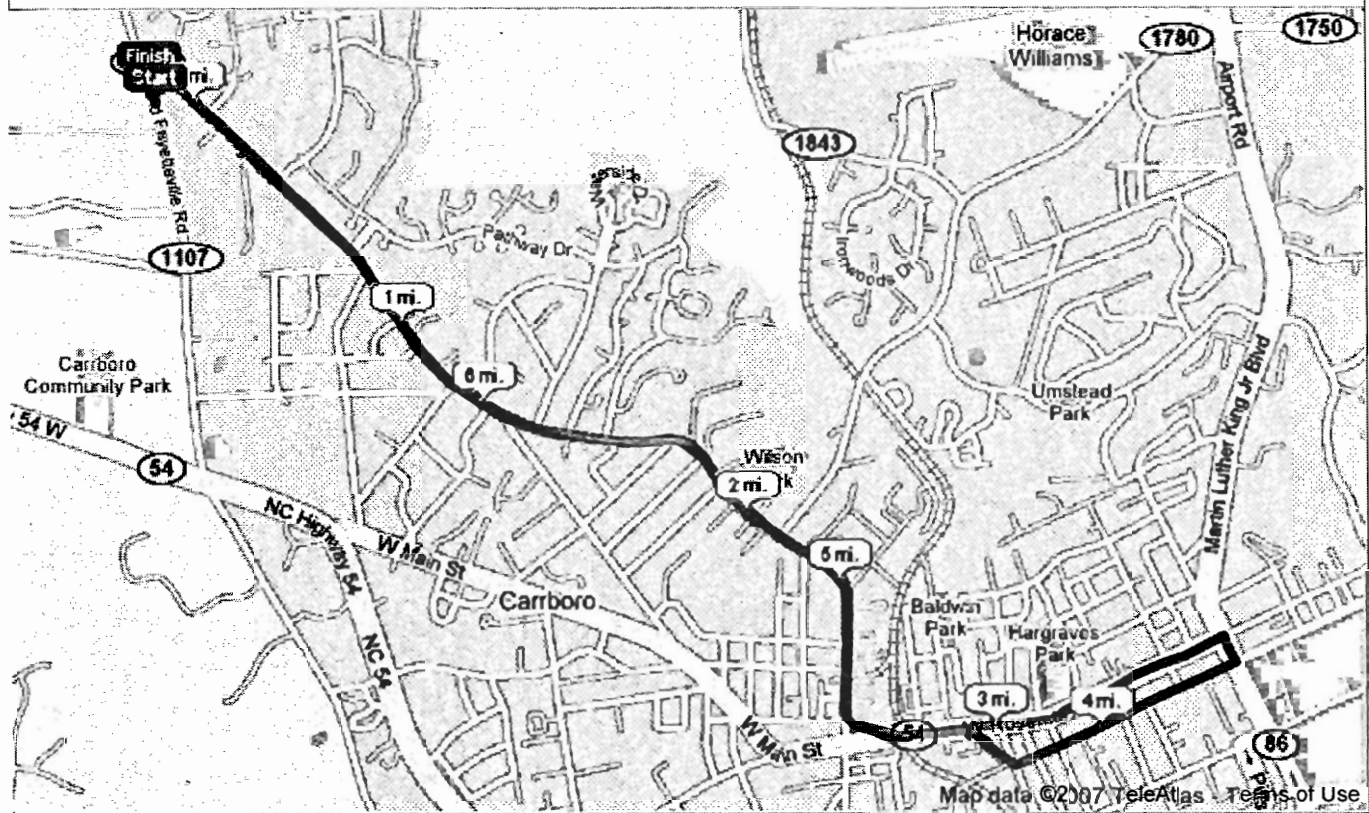 Horace
Williams
1780
1750
Finish
Start
mi.
Airport Rd
1843
Fayetteville Rd
Pathway Dr
1107
Ironwoods Dr
1 mi.
Carrboro
Community Park
6 mi.
Umstead
Park
Martin Luther King Jr Blvd
54 W
54
Wilson
2 mi.
NC Highway 54
W Main St
5 mi.
Carrboro
Baldwin
Park
Hargraves
Park
NC 54
3 mi.
4 mi.
W Main St
54
86
Map data ©2007 TeleAtlas - Terms of Use